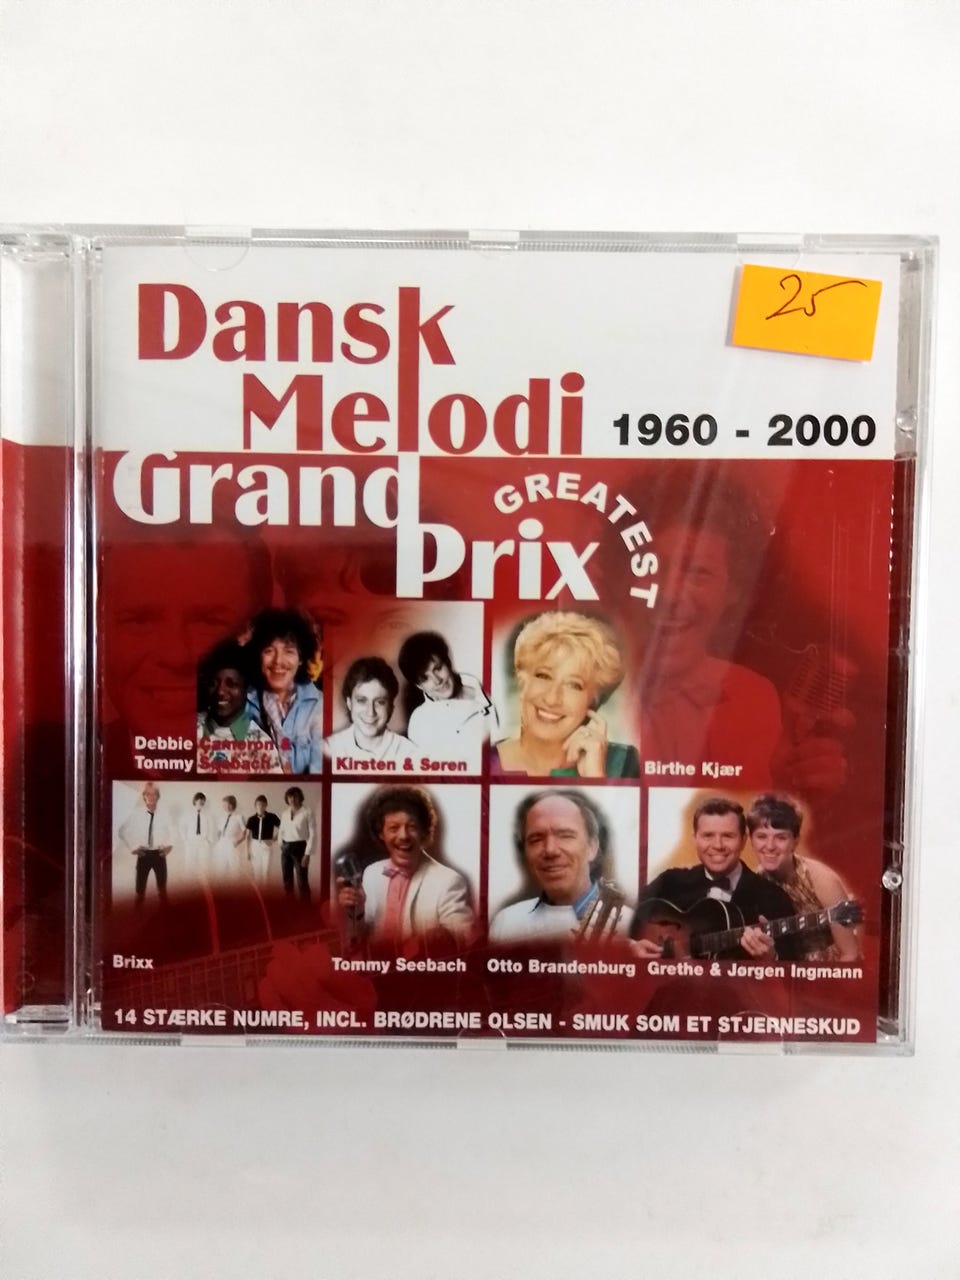 Dansk
25
Melodi
1960 - 2000
Grand
GREATEST
Prix
Debbie Cameron &
Tommy Seebach
Kirsten & Søren
Birthe Kjær
Brixx
Tommy Seebach
Otto Brandenburg
Grethe & Jørgen Ingmann
14 STÆRKE NUMRE, INCL. BRØDRENE OLSEN - SMUK SOM ET STJERNESKUD